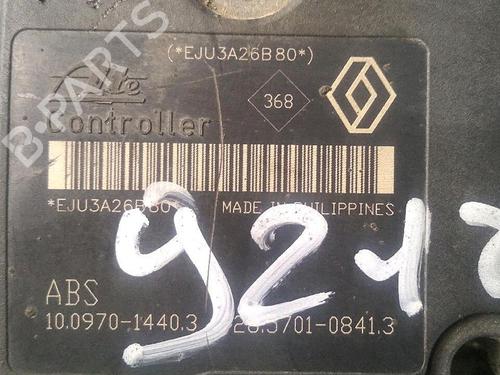 (*EJU3A26B80*)
B-PARTS
Ate
368
Controller
*EJU3A26B80*
MADE IN PHILIPPINES
921
ABS
10.0970-1440.3
28.5701-0841.3